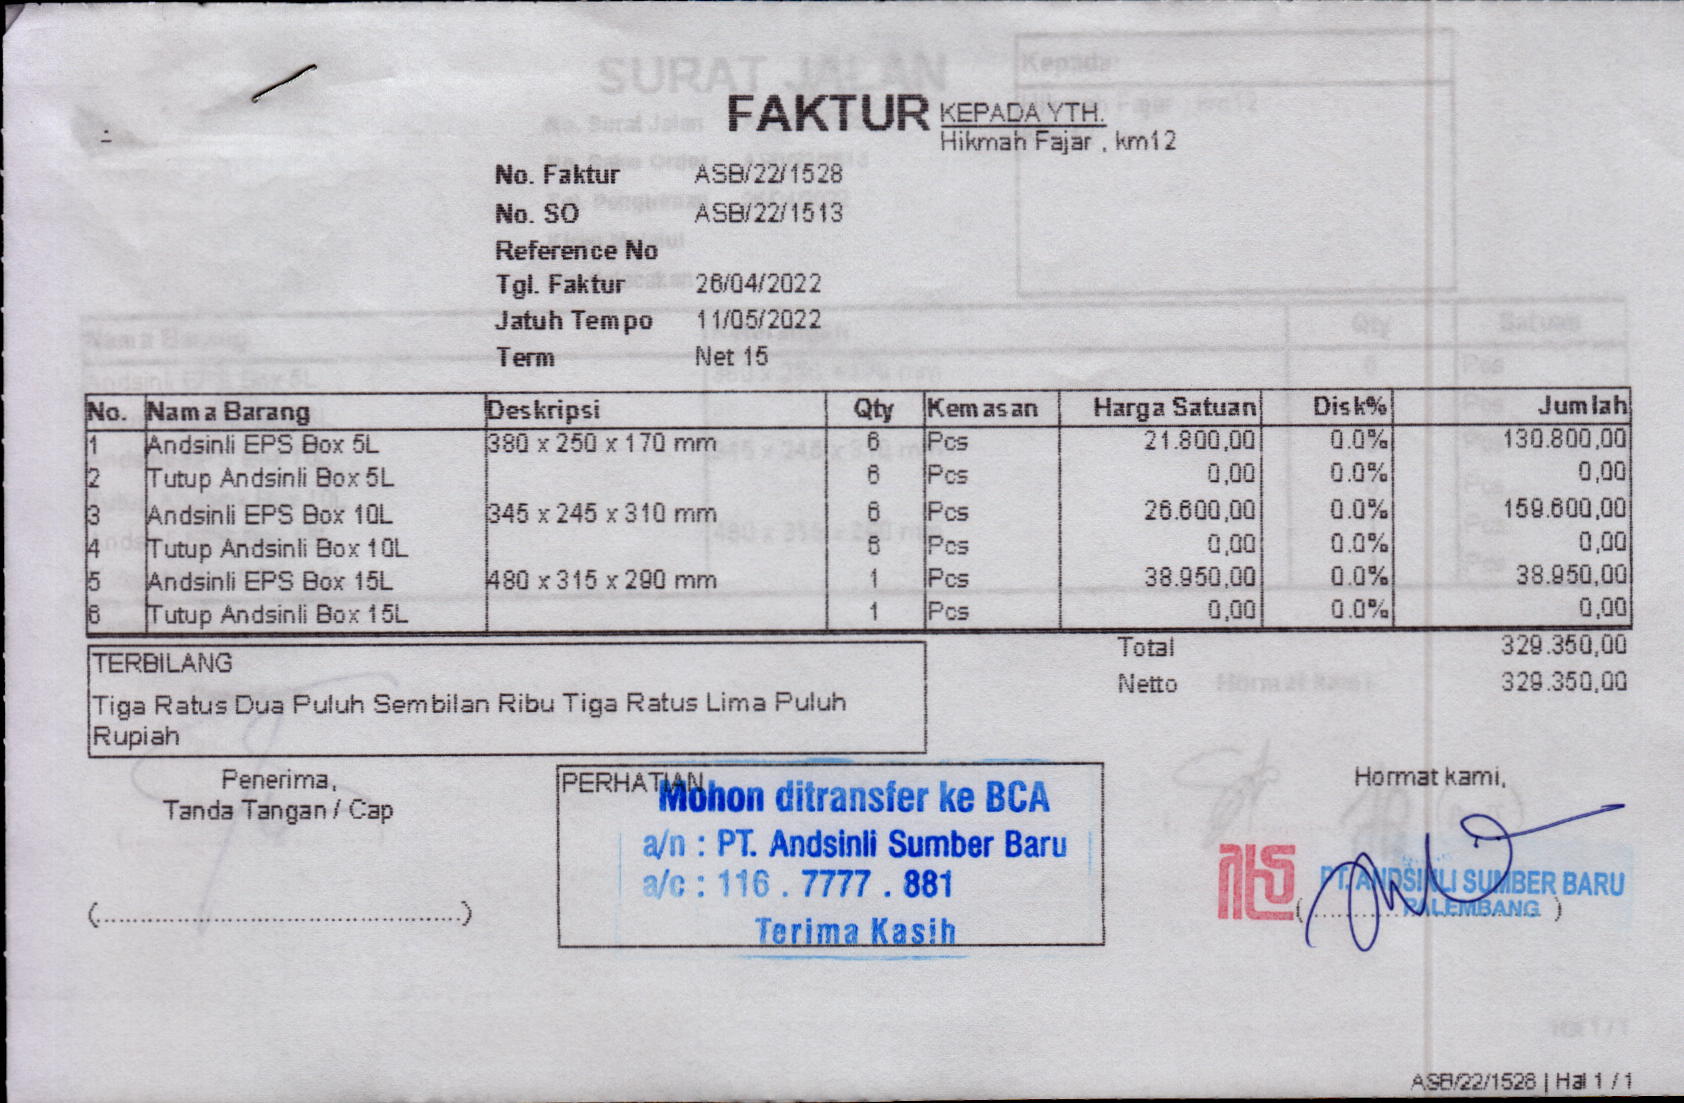 FAKTUR
KEPADA YTH.
Hikmah Fajar , km12
No. Faktur ASB/22/1528
No. SO ASB/22/1513
Reference No
Tgl. Faktur 26/04/2022
Jatuh Tempo 11/05/2022
Term Net 15
No. Nama Barang Deskripsi Qty Kemasan Harga Satuan Disk% Jumlah
1 Andsinli EPS Box 5L 380 x 250 x 170 mm 6 Pcs 21.800,00 0.0% 130.800,00
2 Tutup Andsinli Box 5L 6 Pcs 0,00 0.0% 0,00
3 Andsinli EPS Box 10L 345 x 245 x 310 mm 6 Pcs 26.600,00 0.0% 159.600,00
4 Tutup Andsinli Box 10L 6 Pcs 0,00 0.0% 0,00
5 Andsinli EPS Box 15L 480 x 315 x 290 mm 1 Pcs 38.950,00 0.0% 38.950,00
6 Tutup Andsinli Box 15L 1 Pcs 0,00 0.0% 0,00
Total 329.350,00
Netto 329.350,00
TERBILANG
Tiga Ratus Dua Puluh Sembilan Ribu Tiga Ratus Lima Puluh
Rupiah
Penerima,
Tanda Tangan / Cap
(.................................................)
PERHATIAN
Mohon ditransfer ke BCA
a/n : PT. Andsinli Sumber Baru
a/c : 116 . 7777 . 881
Terima Kasih
Hormat kami,
PT. ANDSINLI SUMBER BARU
PALEMBANG
ASB/22/1528 | Hal 1 / 1